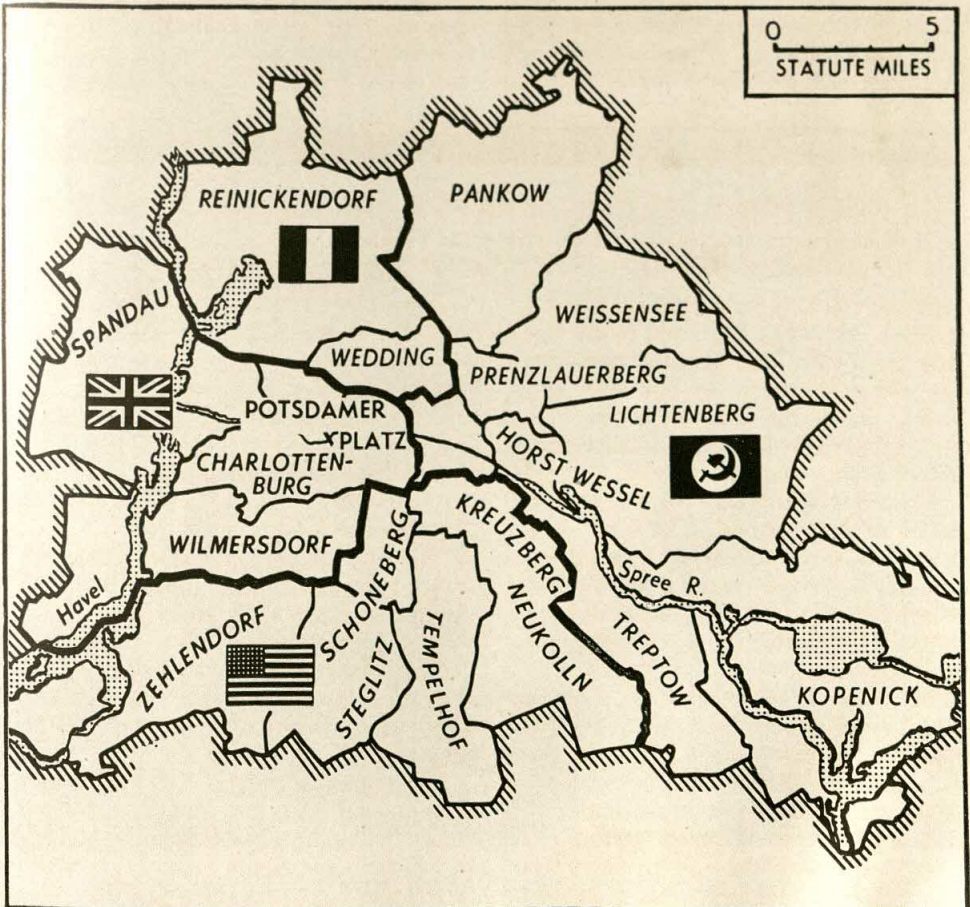 0 5
STATUTE MILES
REINICKENDORF
PANKOW
SPANDAU
WEISSENSEE
WEDDING
PRENZLAUERBERG
POTSDAMER
LICHTENBERG
X PLATZ
HORST WESSEL
CHARLOTTEN-
BURG
KREUZBERG
WILMERSDORF
Spree R.
Havel
SCHONEBERG
NEUKOLLN
TREPTOW
ZEHLENDORF
STEGLITZ
TEMPELHOF
KOPENICK